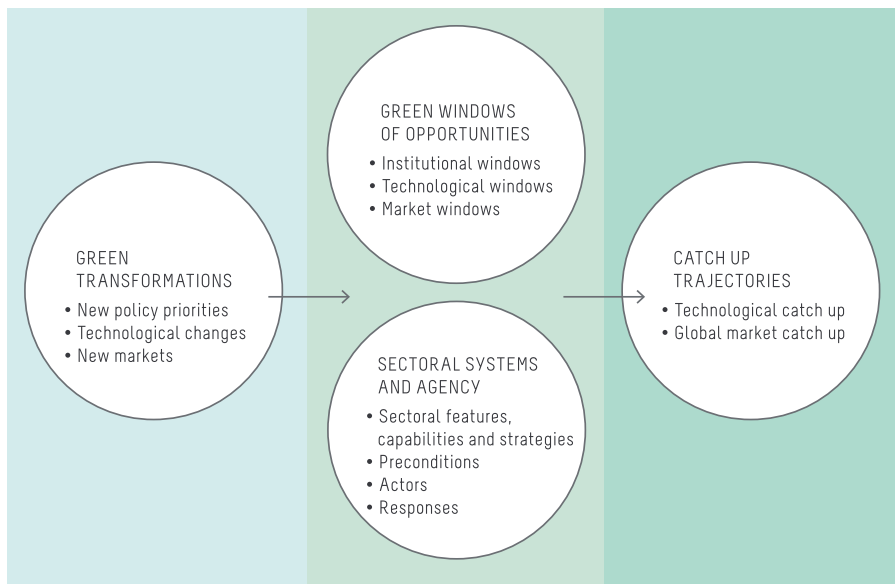 GREEN
TRANSFORMATIONS
• New policy priorities
• Technological changes
• New markets
GREEN WINDOWS
OF OPPORTUNITIES
• Institutional windows
• Technological windows
• Market windows
SECTORAL SYSTEMS
AND AGENCY
• Sectoral features,
capabilities and strategies
• Preconditions
• Actors
• Responses
CATCH UP
TRAJECTORIES
• Technological catch up
• Global market catch up